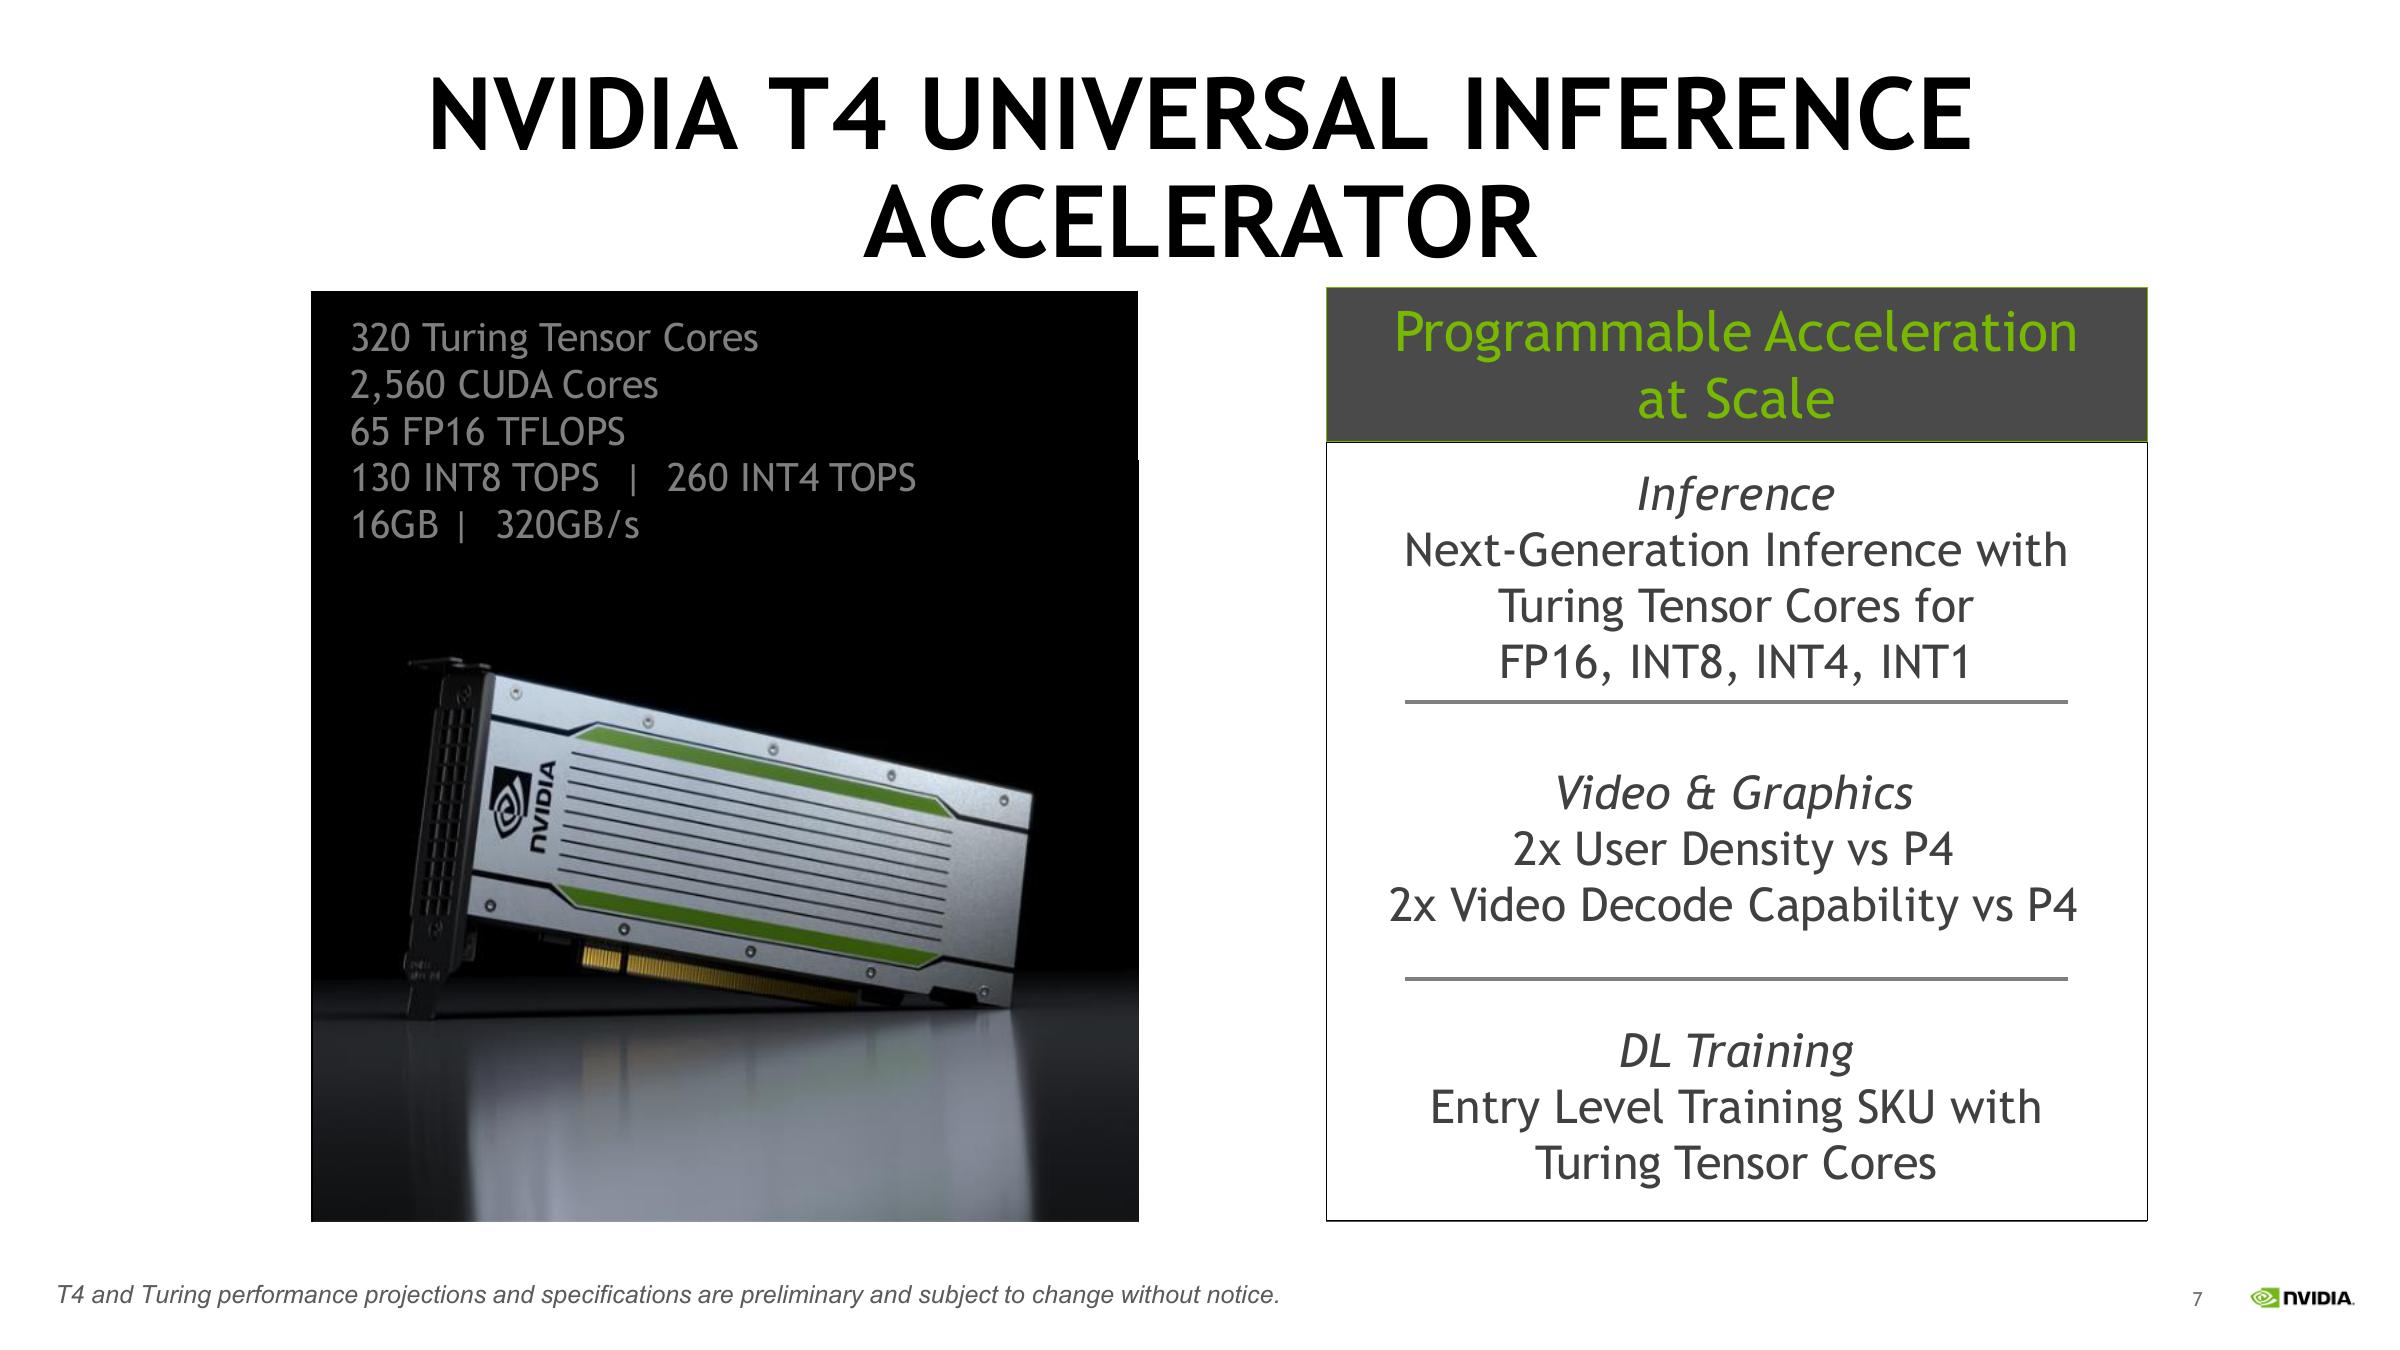 NVIDIA T4 UNIVERSAL INFERENCE
ACCELERATOR
320 Turing Tensor Cores
2,560 CUDA Cores
65 FP16 TFLOPS
130 INT8 TOPS | 260 INT4 TOPS
16GB | 320GB/s
NVIDIA
Programmable Acceleration
at Scale
Inference
Next-Generation Inference with
Turing Tensor Cores for
FP16, INT8, INT4, INT1
Video & Graphics
2x User Density vs P4
2x Video Decode Capability vs P4
DL Training
Entry Level Training SKU with
Turing Tensor Cores
T4 and Turing performance projections and specifications are preliminary and subject to change without notice.
7
NVIDIA.